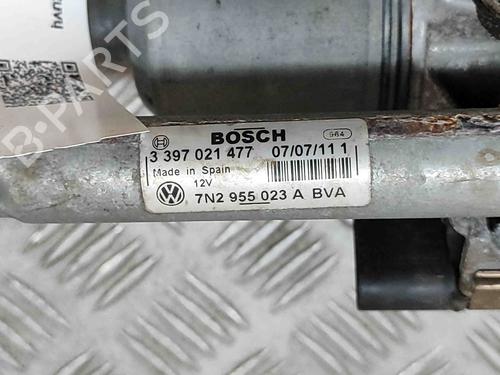 BOSCH
964
3 397 021 477 07/07/11 1
Made in Spain
12V
7N2 955 023 A BVA
B-PARTS